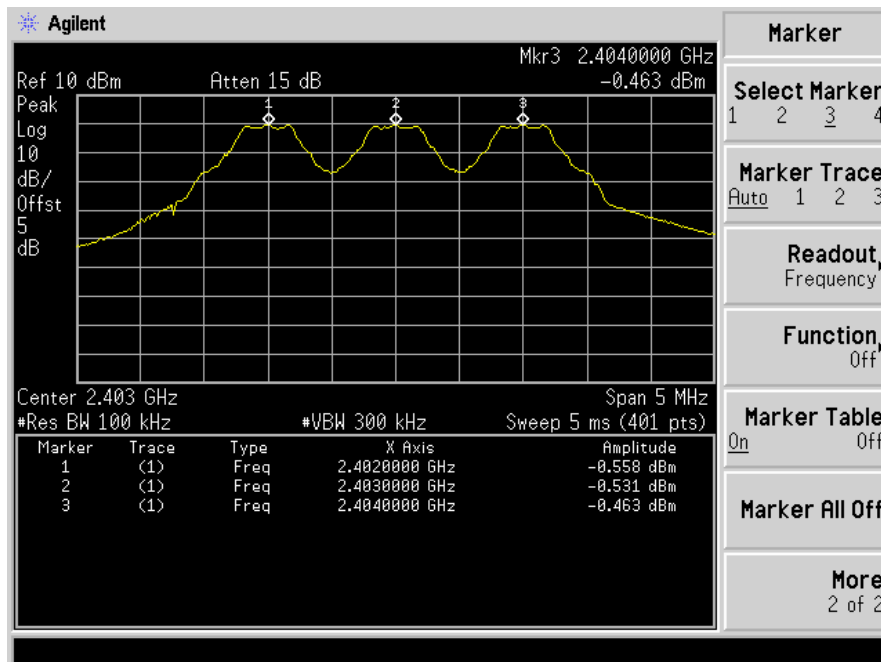 Agilent
Marker
Mkr3 2.4040000 GHz
Ref 10 dBm Atten 15 dB -0.463 dBm
Peak
Log
10
dB/
Offst
5
dB
1 2 3
Center 2.403 GHz Span 5 MHz
#Res BW 100 kHz #VBW 300 kHz Sweep 5 ms (401 pts)
Marker Trace Type X Axis Amplitude
1 (1) Freq 2.4020000 GHz -0.558 dBm
2 (1) Freq 2.4030000 GHz -0.531 dBm
3 (1) Freq 2.4040000 GHz -0.463 dBm
Select Marker
1 2 3 4
Marker Trace
Auto 1 2 3
Readout
Frequency
Function
Off
Marker Table
On Off
Marker All Off
More
2 of 2